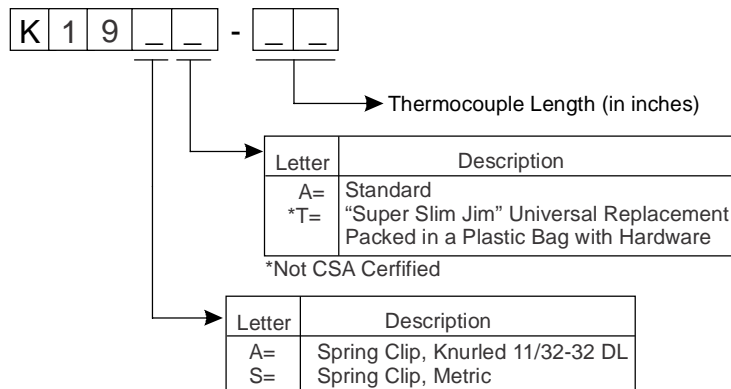 K 1 9 _ _ - _ _
Thermocouple Length (in inches)
Letter Description
A= Standard
*T= “Super Slim Jim” Universal Replacement
Packed in a Plastic Bag with Hardware
*Not CSA Cerfified
Letter Description
A= Spring Clip, Knurled 11/32-32 DL
S= Spring Clip, Metric